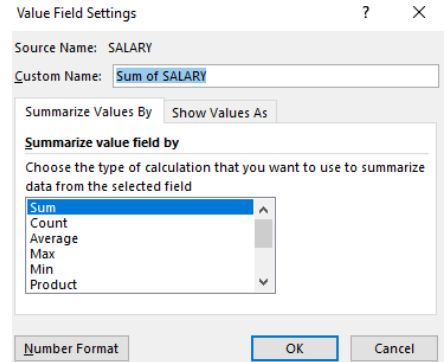 Value Field Settings ? ×
Source Name: SALARY
Custom Name: Sum of SALARY
Summarize Values By Show Values As
Summarize value field by
Choose the type of calculation that you want to use to summarize
data from the selected field
Sum
Count
Average
Max
Min
Product
Number Format OK Cancel